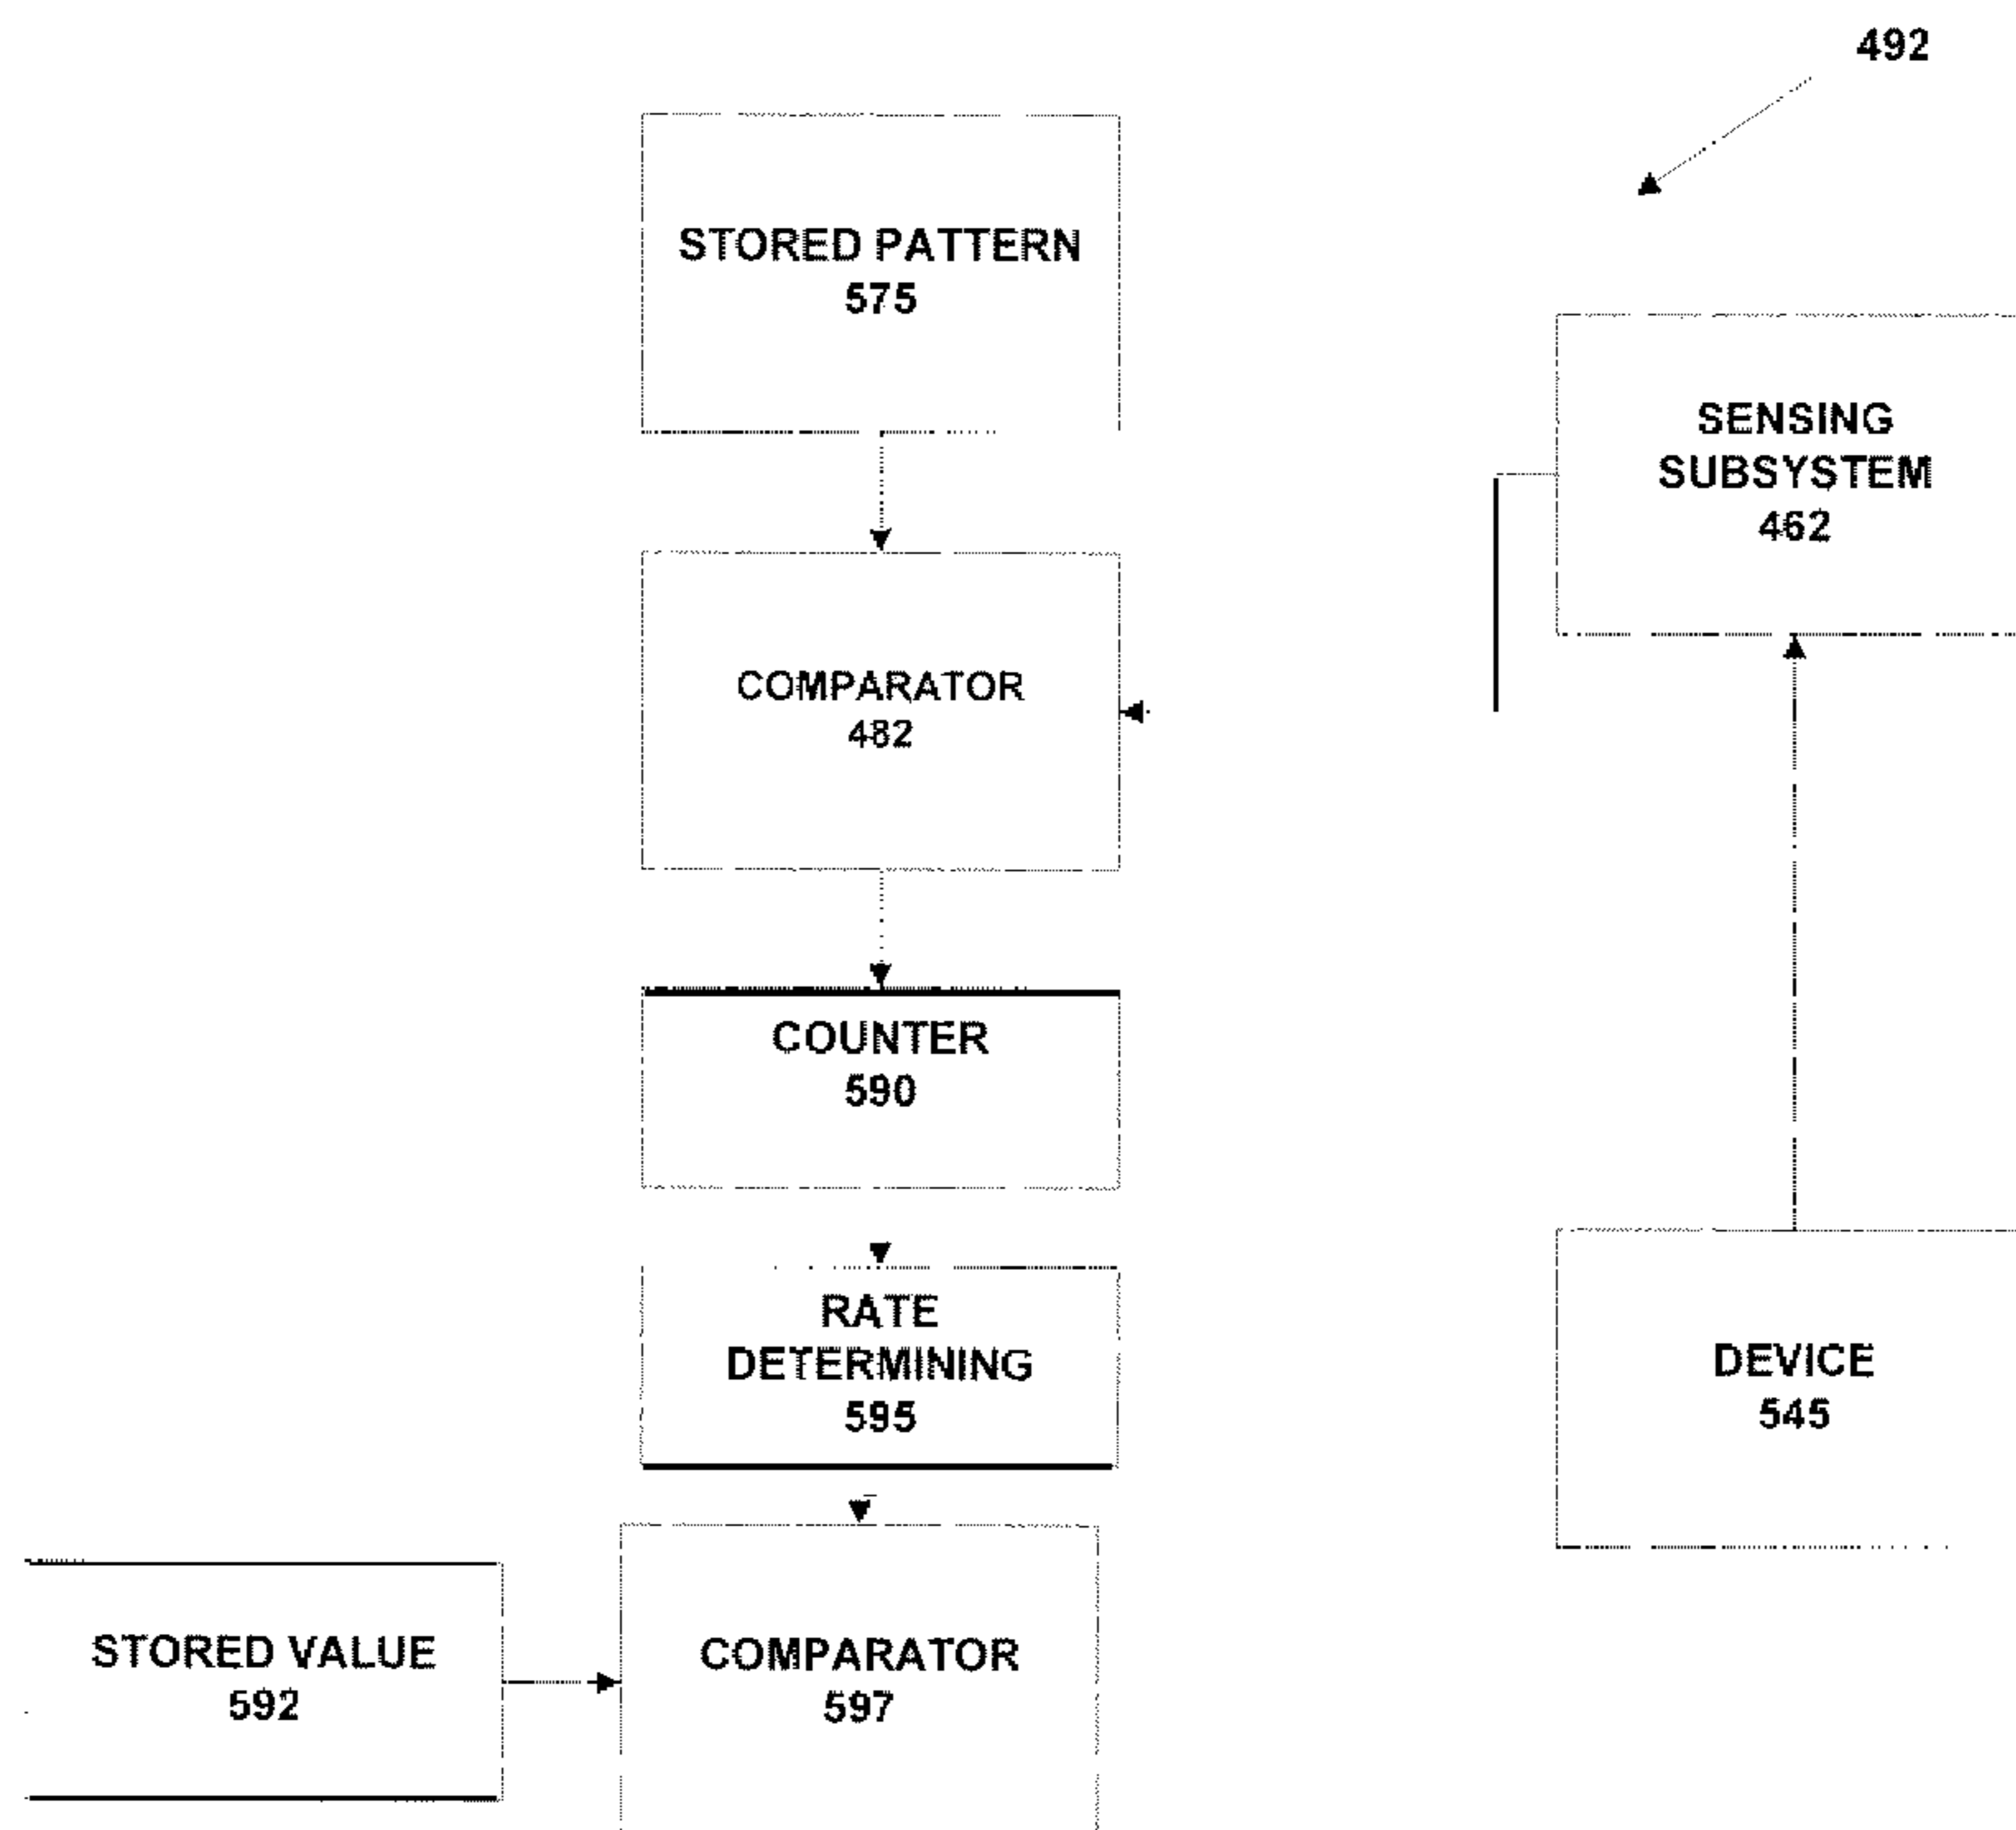 492
STORED PATTERN
575
SENSING
SUBSYSTEM
462
COMPARATOR
482
COUNTER
590
RATE
DETERMINING
595
DEVICE
545
STORED VALUE
592
COMPARATOR
597